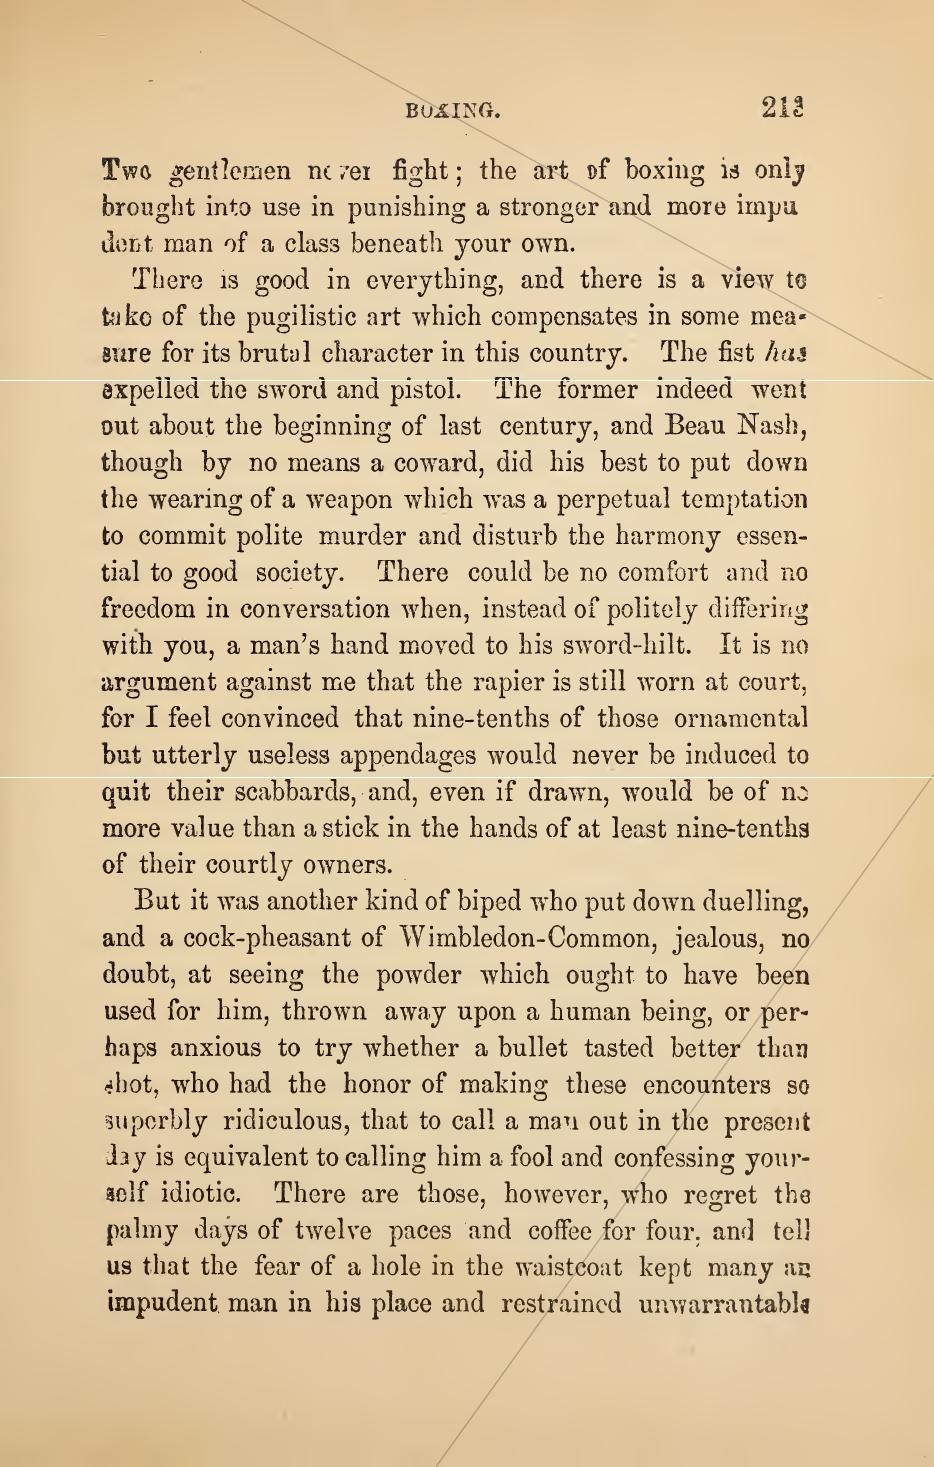 BOXING. 213
Two gentlemen never fight; the art of boxing is only
brought into use in punishing a stronger and more impu
dent man of a class beneath your own.
There is good in everything, and there is a view to
take of the pugilistic art which compensates in some mea-
sure for its brutal character in this country. The fist has
expelled the sword and pistol. The former indeed went
out about the beginning of last century, and Beau Nash,
though by no means a coward, did his best to put down
the wearing of a weapon which was a perpetual temptation
to commit polite murder and disturb the harmony essen-
tial to good society. There could be no comfort and no
freedom in conversation when, instead of politely differing
with you, a man's hand moved to his sword-hilt. It is no
argument against me that the rapier is still worn at court,
for I feel convinced that nine-tenths of those ornamental
but utterly useless appendages would never be induced to
quit their scabbards, and, even if drawn, would be of no
more value than a stick in the hands of at least nine-tenths
of their courtly owners.
But it was another kind of biped who put down duelling,
and a cock-pheasant of Wimbledon-Common, jealous, no
doubt, at seeing the powder which ought to have been
used for him, thrown away upon a human being, or per-
haps anxious to try whether a bullet tasted better than
shot, who had the honor of making these encounters so
superbly ridiculous, that to call a man out in the present
day is equivalent to calling him a fool and confessing your-
self idiotic. There are those, however, who regret the
palmy days of twelve paces and coffee for four, and tell
us that the fear of a hole in the waistcoat kept many an
impudent man in his place and restrained unwarrantable